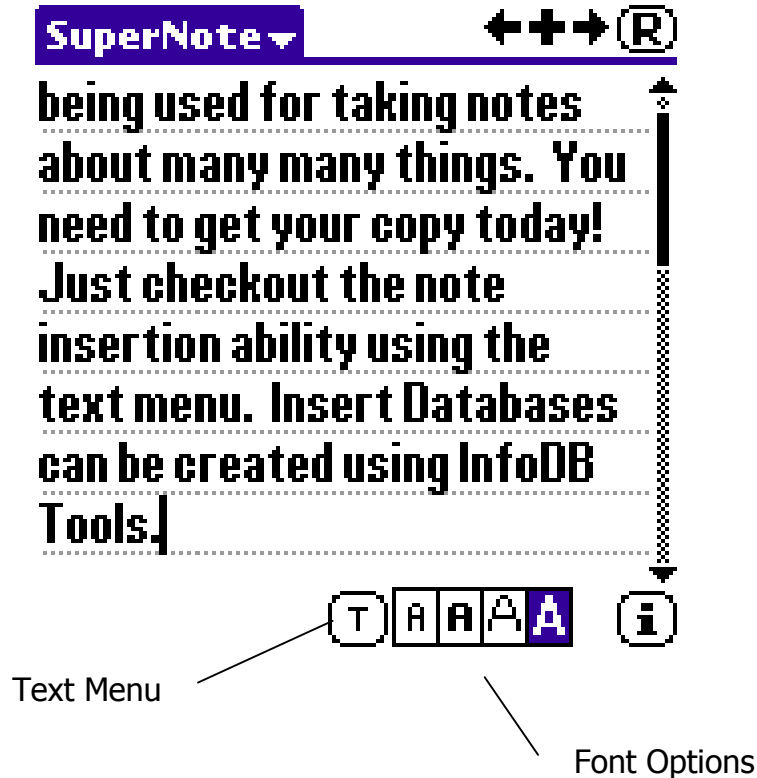 SuperNote R
being used for taking notes
about many many things.  You
need to get your copy today!
Just checkout the note
insertion ability using the
text menu.  Insert Databases
can be created using InfoDB
Tools.
T A A A A i
Text Menu
Font Options